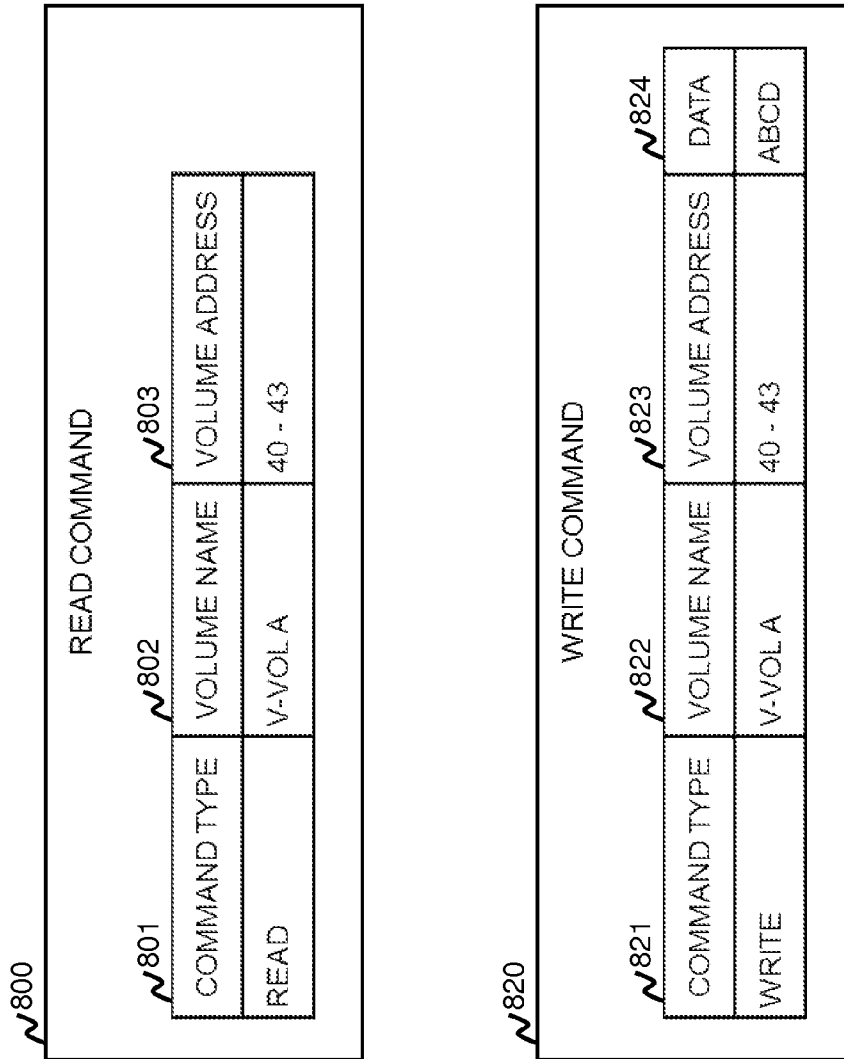 800
READ COMMAND
801 802 803
COMMAND TYPE VOLUME NAME VOLUME ADDRESS
READ V-VOL A 40 - 43
820
WRITE COMMAND
821 822 823 824
COMMAND TYPE VOLUME NAME VOLUME ADDRESS DATA
WRITE V-VOL A 40 - 43 ABCD